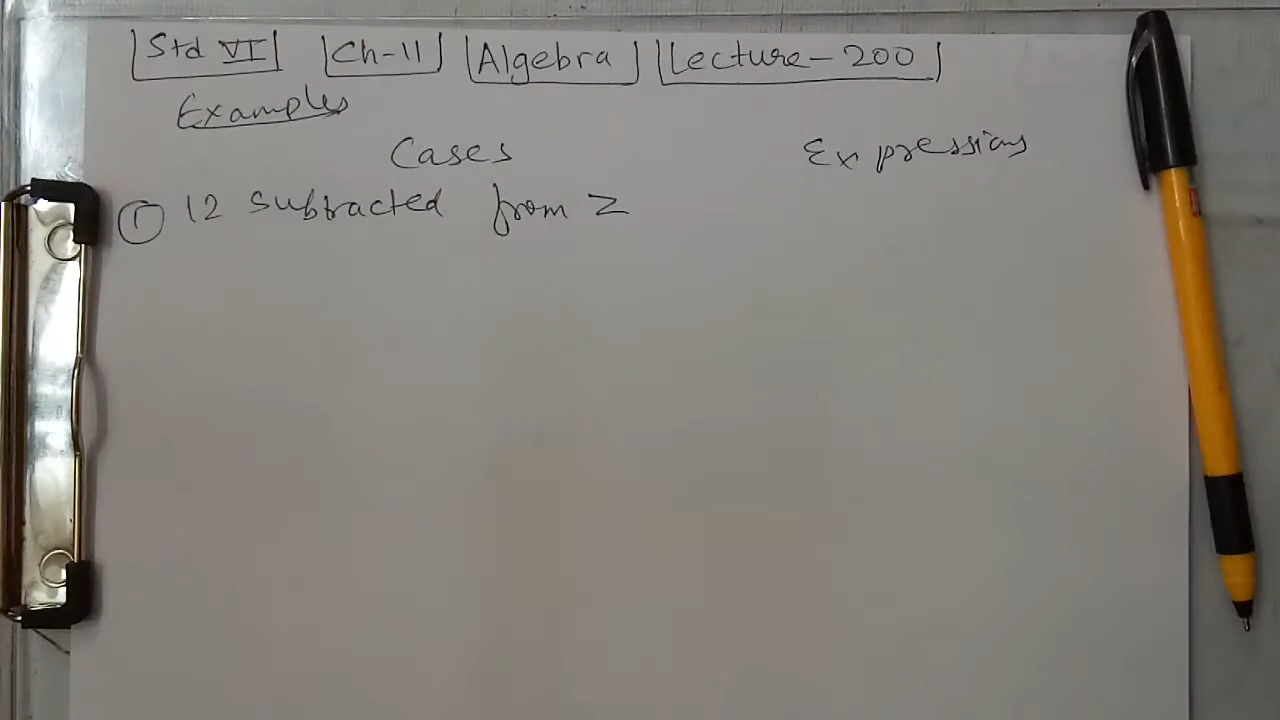 Std VI Ch-11 Algebra Lecture-200
Examples
Cases Expressions
① 12 subtracted from z